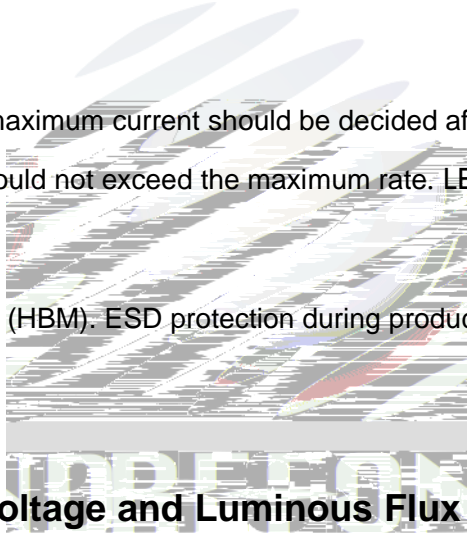 maximum current should be decided af
ould not exceed the maximum rate. LE
(HBM). ESD protection during produc
oltage and Luminous Flux